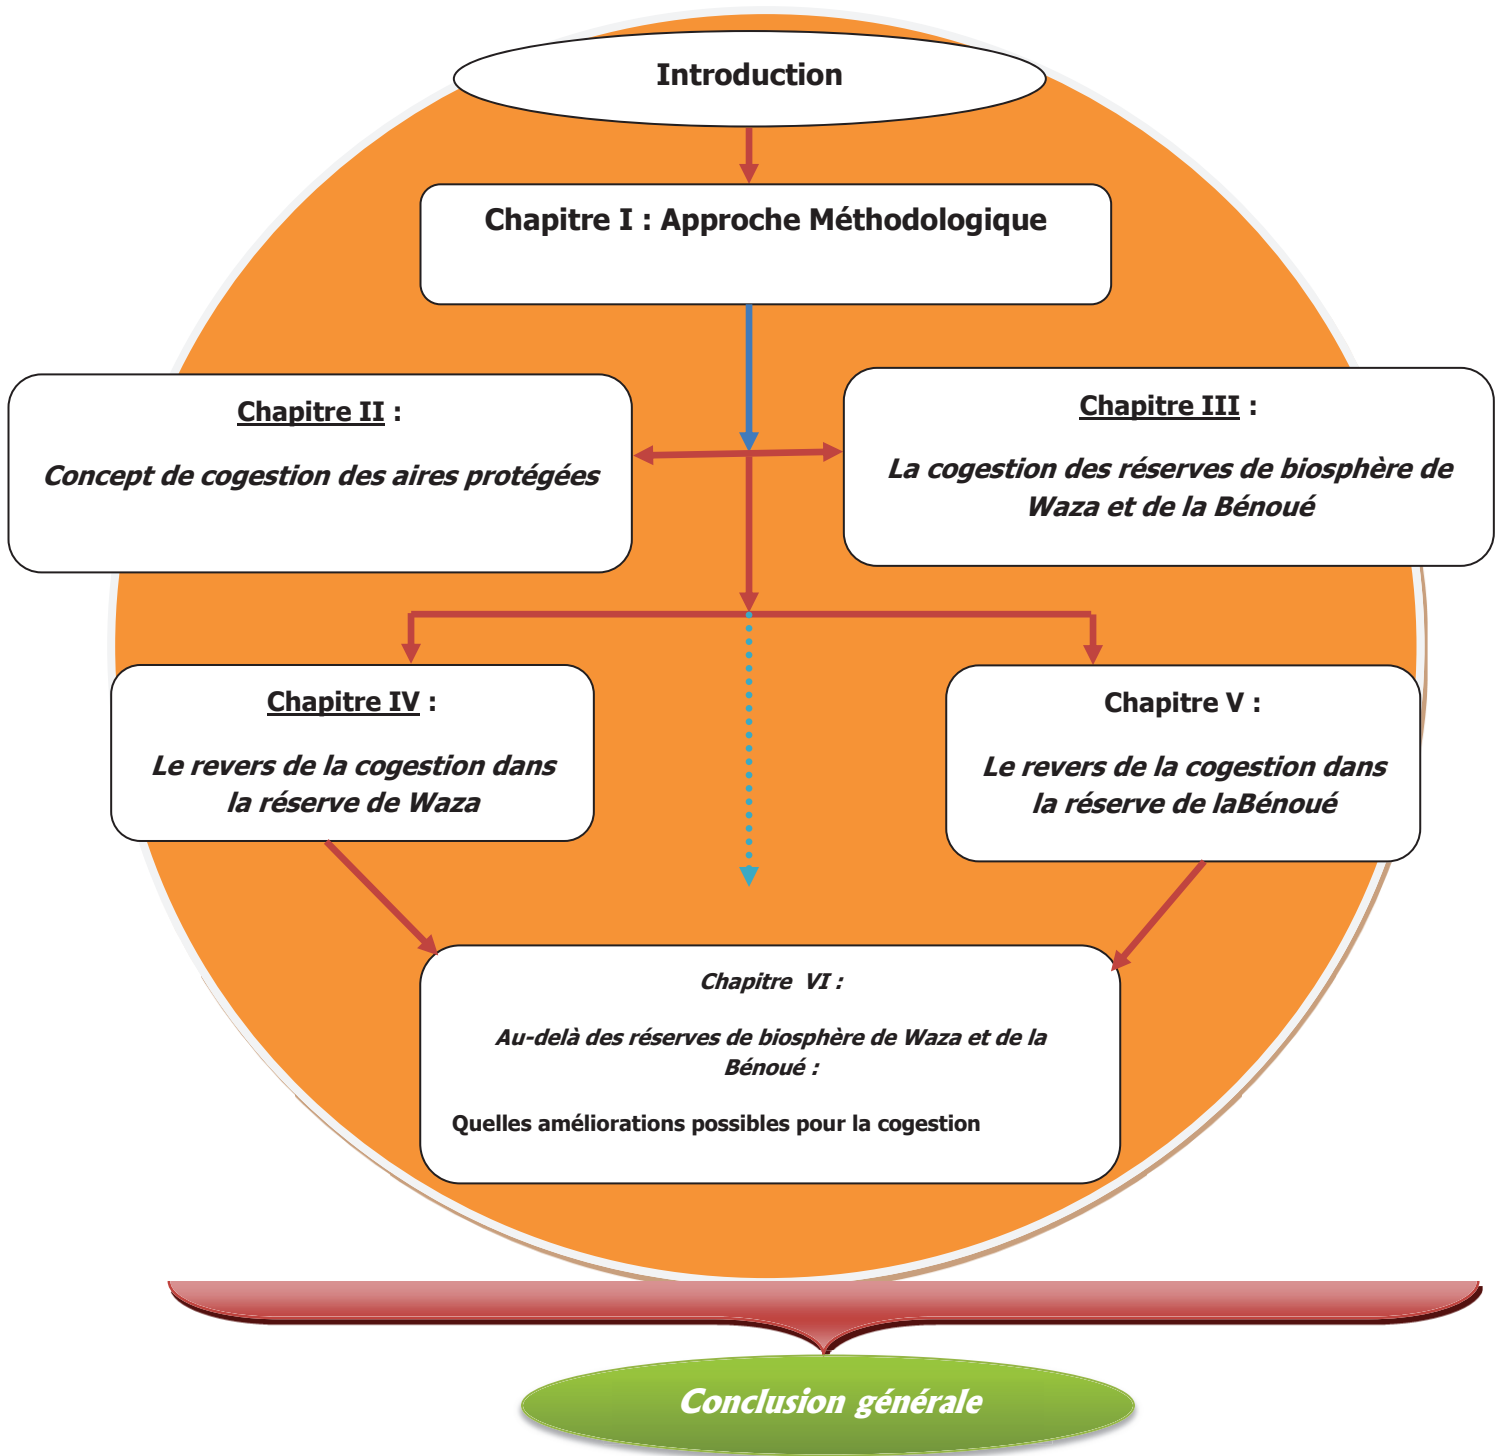 Introduction
Chapitre I : Approche Méthodologique
Chapitre II :
Concept de cogestion des aires protégées
Chapitre III :
La cogestion des réserves de biosphère de
Waza et de la Bénoué
Chapitre IV :
Le revers de la cogestion dans
la réserve de Waza
Chapitre V :
Le revers de la cogestion dans
la réserve de laBénoué
Chapitre VI :
Au-delà des réserves de biosphère de Waza et de la
Bénoué :
Quelles améliorations possibles pour la cogestion
Conclusion générale